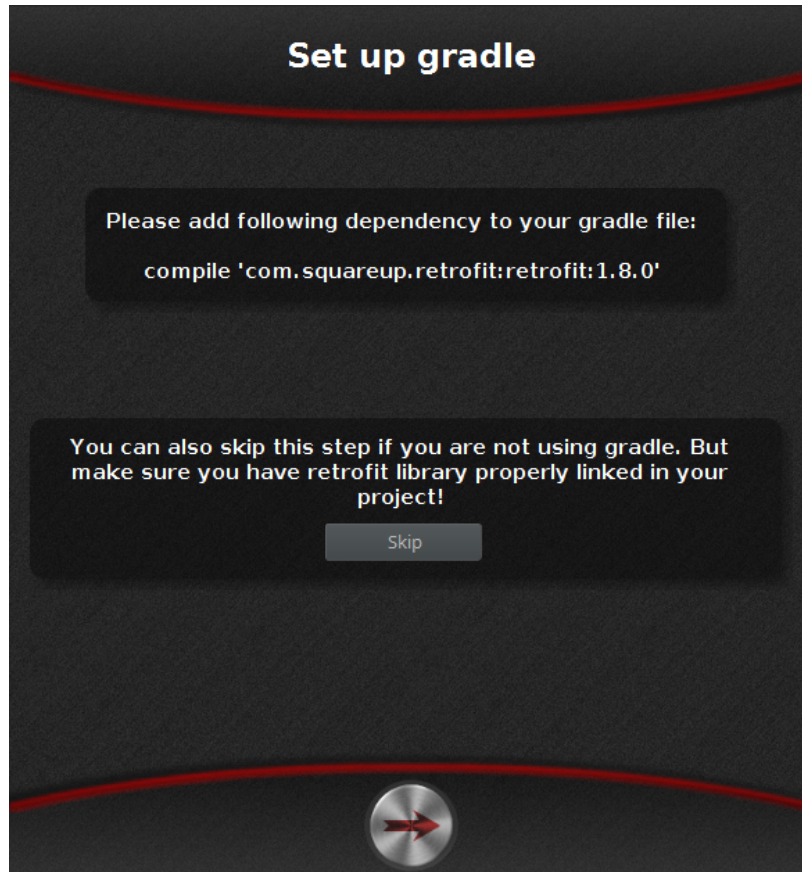 Set up gradle
Please add following dependency to your gradle file:
compile 'com.squareup.retrofit:retrofit:1.8.0'
You can also skip this step if you are not using gradle. But
make sure you have retrofit library properly linked in your
project!
Skip